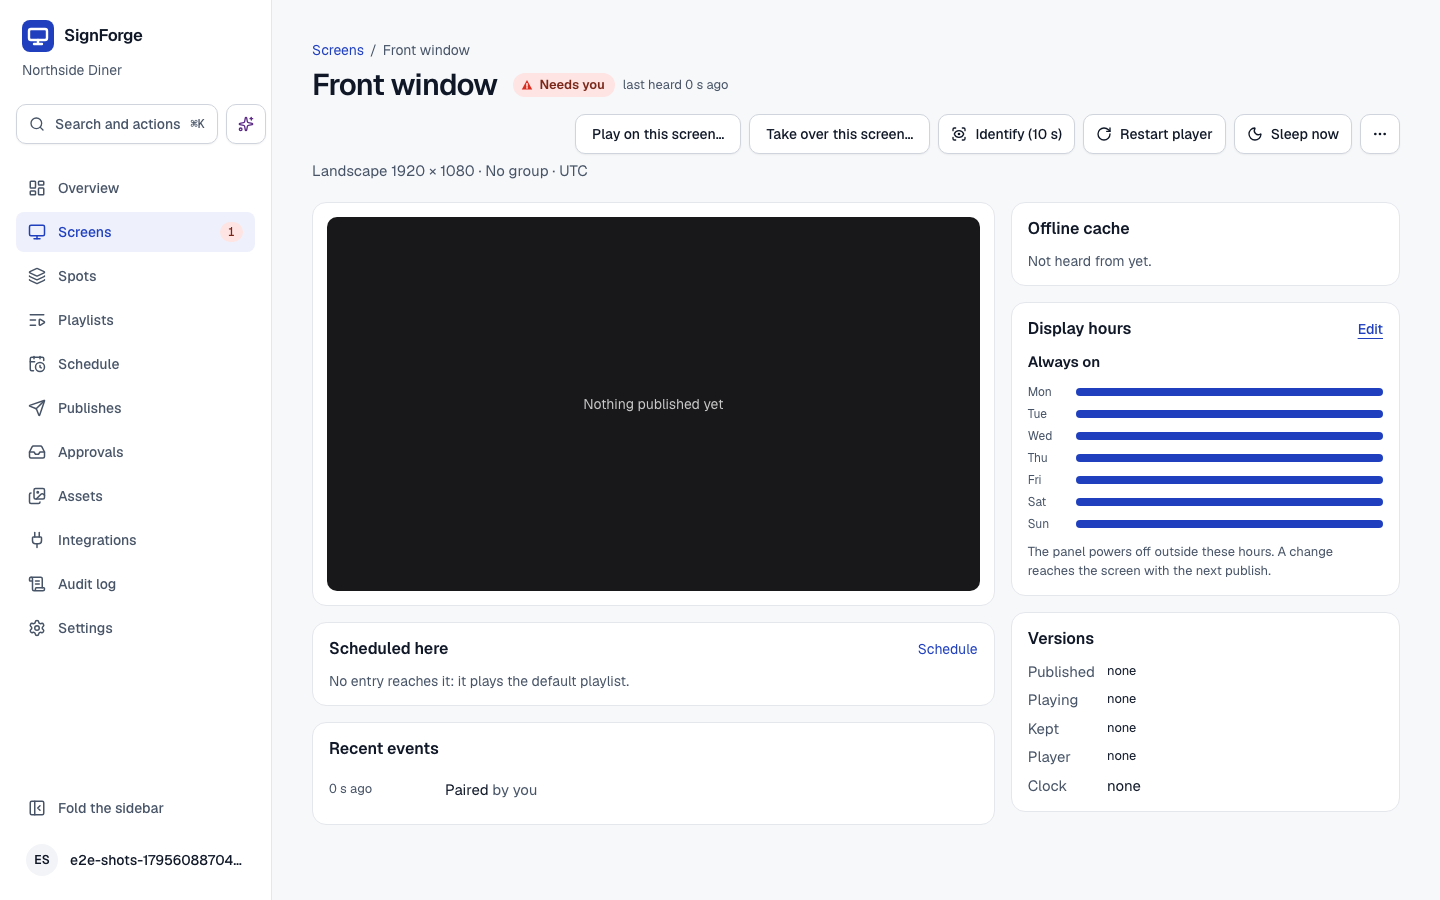 SignForge
Northside Diner
Search and actions ⌘K
Overview
Screens 1
Spots
Playlists
Schedule
Publishes
Approvals
Assets
Integrations
Audit log
Settings
Fold the sidebar
ES e2e-shots-17956088704...
Screens / Front window
Front window Needs you last heard 0 s ago
Play on this screen... Take over this screen... Identify (10 s) Restart player Sleep now
Landscape 1920 × 1080 · No group · UTC
Nothing published yet
Scheduled here Schedule
No entry reaches it: it plays the default playlist.
Recent events
0 s ago Paired by you
Offline cache
Not heard from yet.
Display hours Edit
Always on
Mon
Tue
Wed
Thu
Fri
Sat
Sun
The panel powers off outside these hours. A change
reaches the screen with the next publish.
Versions
Published none
Playing none
Kept none
Player none
Clock none